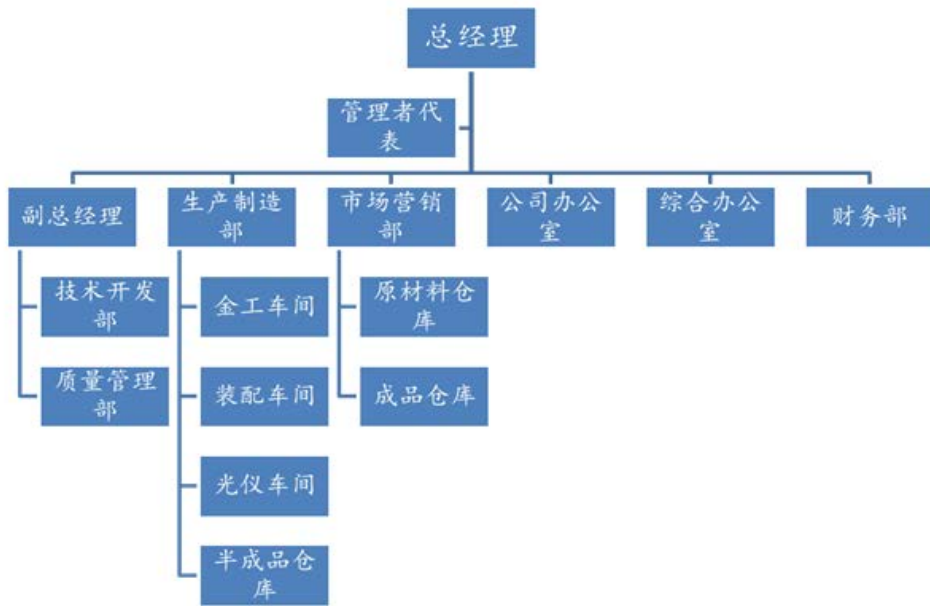 总经理
管理者代
表
副总经理
生产制造
部
市场营销
部
公司办公
室
综合办公
室
财务部
技术开发
部
质量管理
部
金工车间
装配车间
光仪车间
半成品仓
库
原材料仓
库
成品仓库